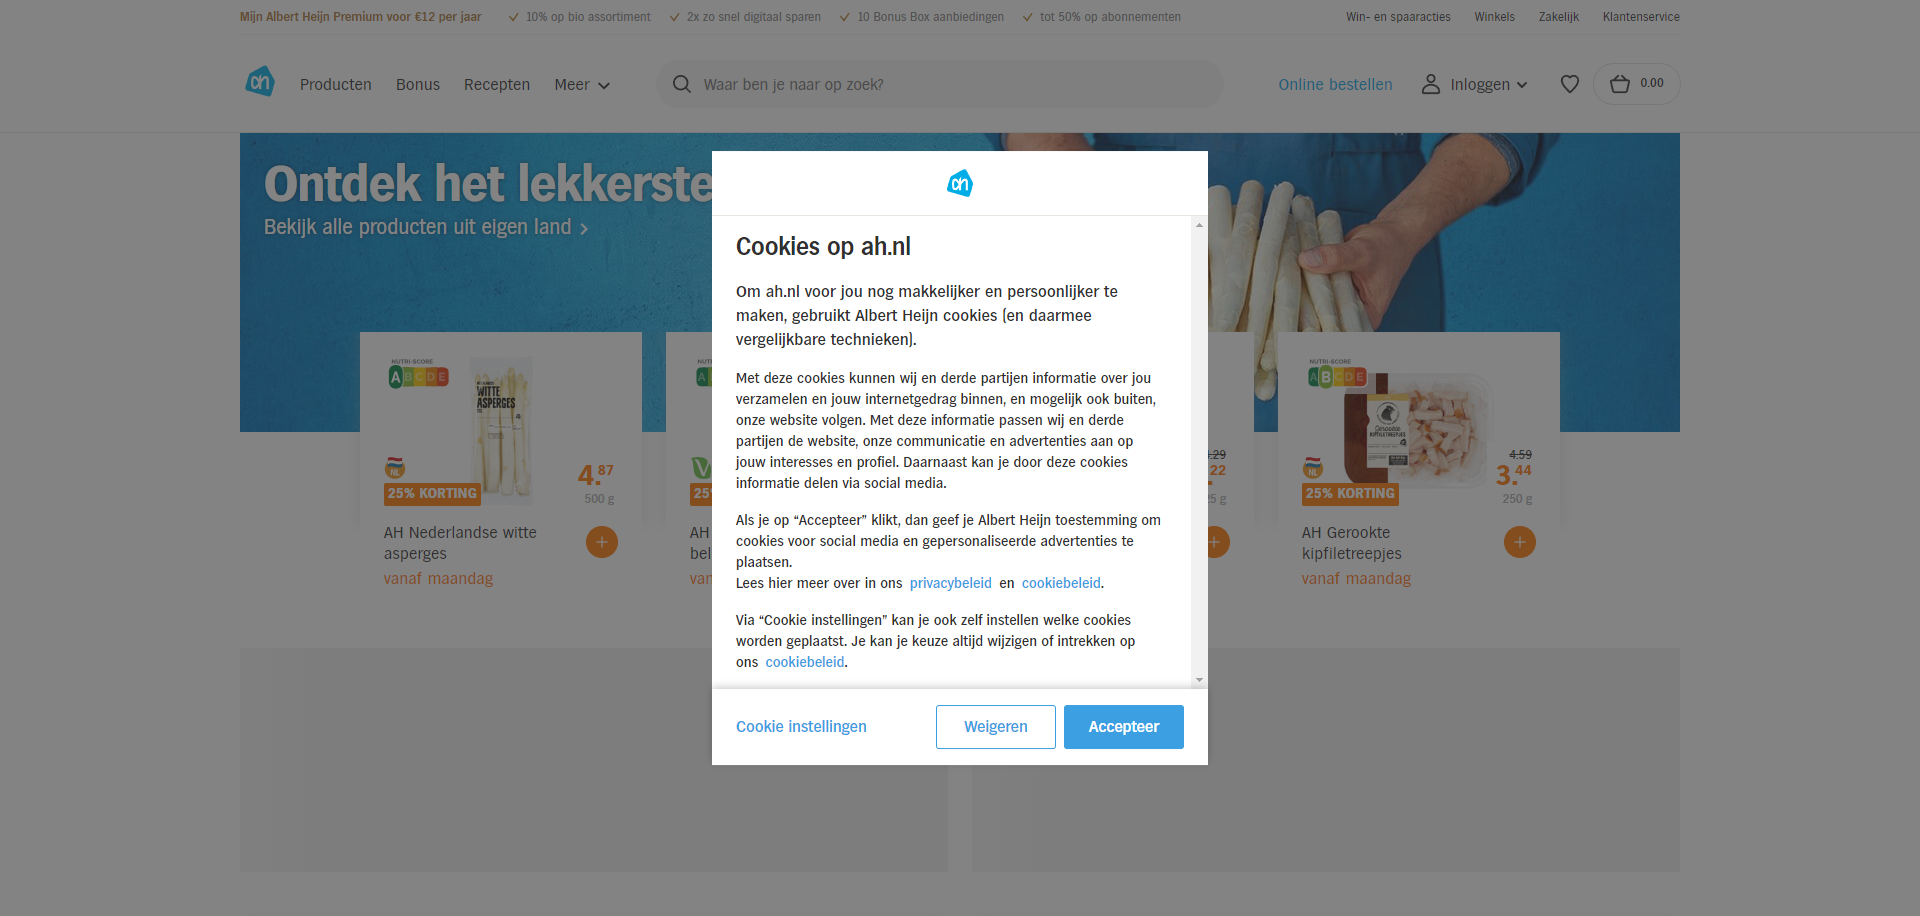 Mijn Albert Heijn Premium voor €12 per jaar
10% op bio assortiment
2x zo snel digitaal sparen
10 Bonus Box aanbiedingen
tot 50% op abonnementen
Win- en spaaracties
Winkels
Zakelijk
Klantenservice
ah
Producten
Bonus
Recepten
Meer
Waar ben je naar op zoek?
Online bestellen
Inloggen
0.00
Ontdek het lekkerste
Bekijk alle producten uit eigen land
ah
Cookies op ah.nl
Om ah.nl voor jou nog makkelijker en persoonlijker te
maken, gebruikt Albert Heijn cookies (en daarmee
vergelijkbare technieken).
Met deze cookies kunnen wij en derde partijen informatie over jou
verzamelen en jouw internetgedrag binnen, en mogelijk ook buiten,
onze website volgen. Met deze informatie passen wij en derde
partijen de website, onze communicatie en advertenties aan op
jouw interesses en profiel. Daarnaast kan je door deze cookies
informatie delen via social media.
Als je op “Accepteer” klikt, dan geef je Albert Heijn toestemming om
cookies voor social media en gepersonaliseerde advertenties te
plaatsen.
Lees hier meer over in ons privacybeleid en cookiebeleid.
Via “Cookie instellingen” kan je ook zelf instellen welke cookies
worden geplaatst. Je kan je keuze altijd wijzigen of intrekken op
ons cookiebeleid.
Cookie instellingen
Weigeren
Accepteer
NUTRI-SCORE
A B C D E
WITTE
ASPERGES
NL
25% KORTING
4.87
500 g
AH Nederlandse witte
asperges
vanaf maandag
A
V
25
AH
bel
van
.29
.22
25 g
NUTRI-SCORE
A B C D E
Gerookte
KIPFILETREEPJES
NL
25% KORTING
4.59
3.44
250 g
AH Gerookte
kipfiletreepjes
vanaf maandag